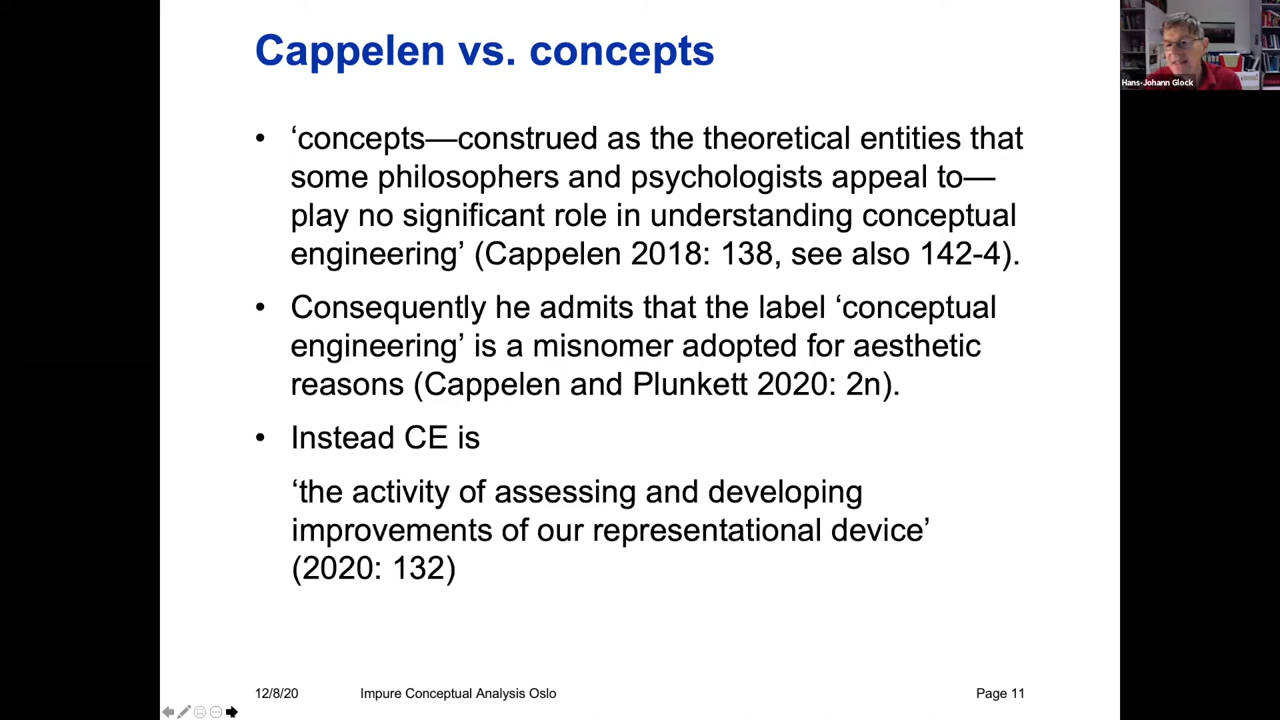 Cappelen vs. concepts
Hans-Johann Glock
• ‘concepts—construed as the theoretical entities that
some philosophers and psychologists appeal to—
play no significant role in understanding conceptual
engineering’ (Cappelen 2018: 138, see also 142-4).
• Consequently he admits that the label ‘conceptual
engineering’ is a misnomer adopted for aesthetic
reasons (Cappelen and Plunkett 2020: 2n).
• Instead CE is
‘the activity of assessing and developing
improvements of our representational device’
(2020: 132)
12/8/20 Impure Conceptual Analysis Oslo Page 11